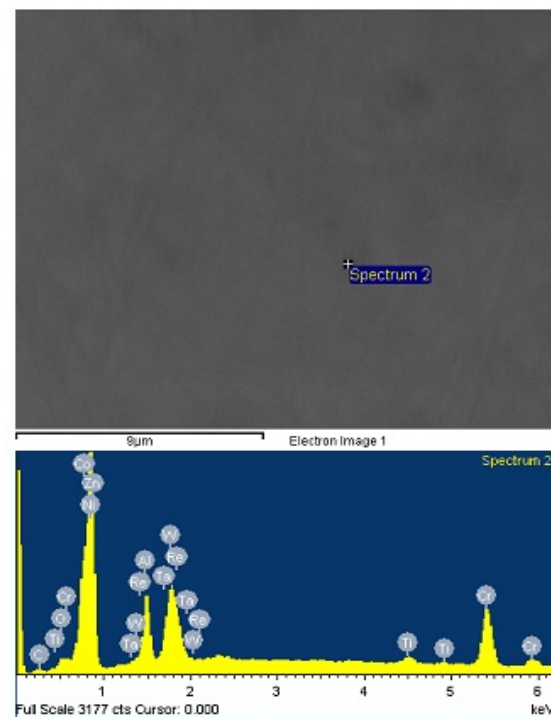 Spectrum 2
9µm Electron Image 1
Spectrum 2
Co
Zn
Ni
W
Al Re
Re Ta
Cr Ta Cr
O W Re
Ti Ta W Ti Ti Cr
C
1 2 3 4 5 6
Full Scale 3177 cts Cursor: 0.000 keV